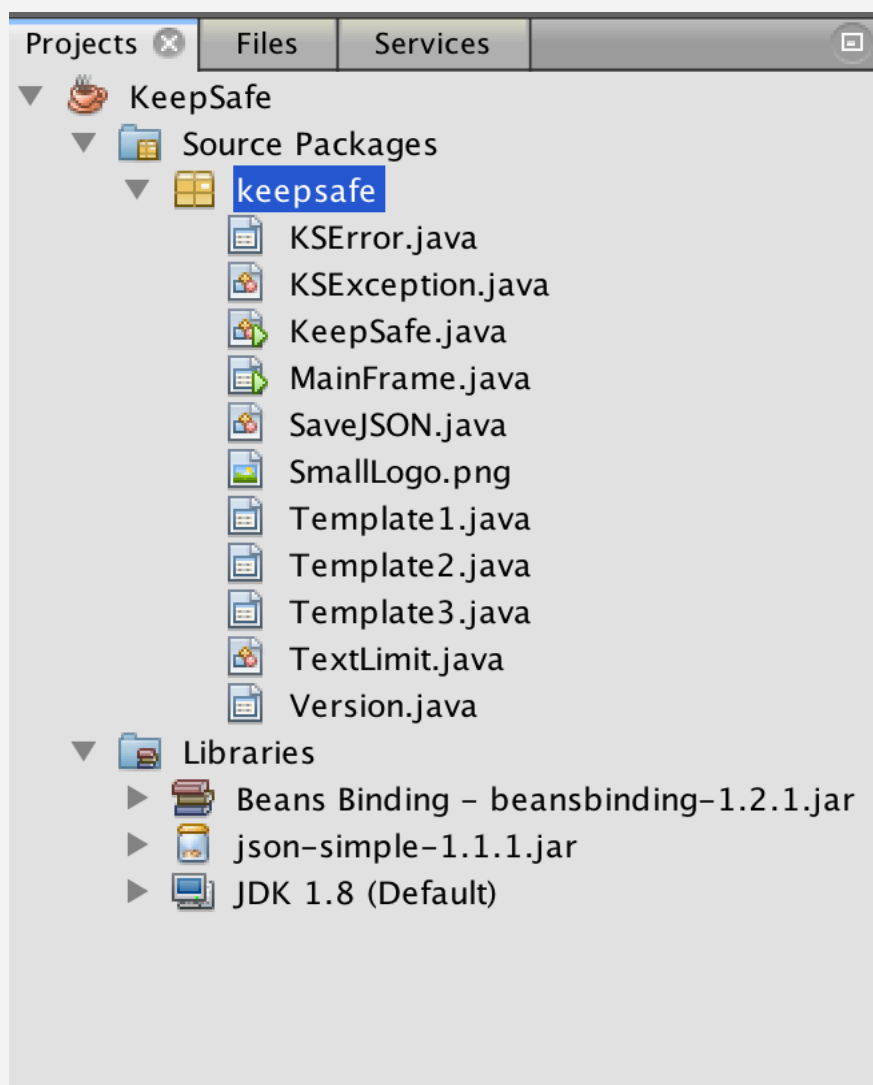 Projects Files Services
KeepSafe
Source Packages
keepsafe
KSError.java
KSException.java
KeepSafe.java
MainFrame.java
SaveJSON.java
SmallLogo.png
Template1.java
Template2.java
Template3.java
TextLimit.java
Version.java
Libraries
Beans Binding – beansbinding-1.2.1.jar
json-simple-1.1.1.jar
JDK 1.8 (Default)